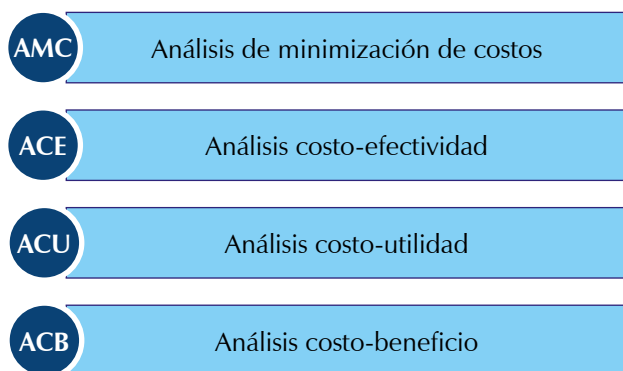 AMC Análisis de minimización de costos
ACE Análisis costo-efectividad
ACU Análisis costo-utilidad
ACB Análisis costo-beneficio